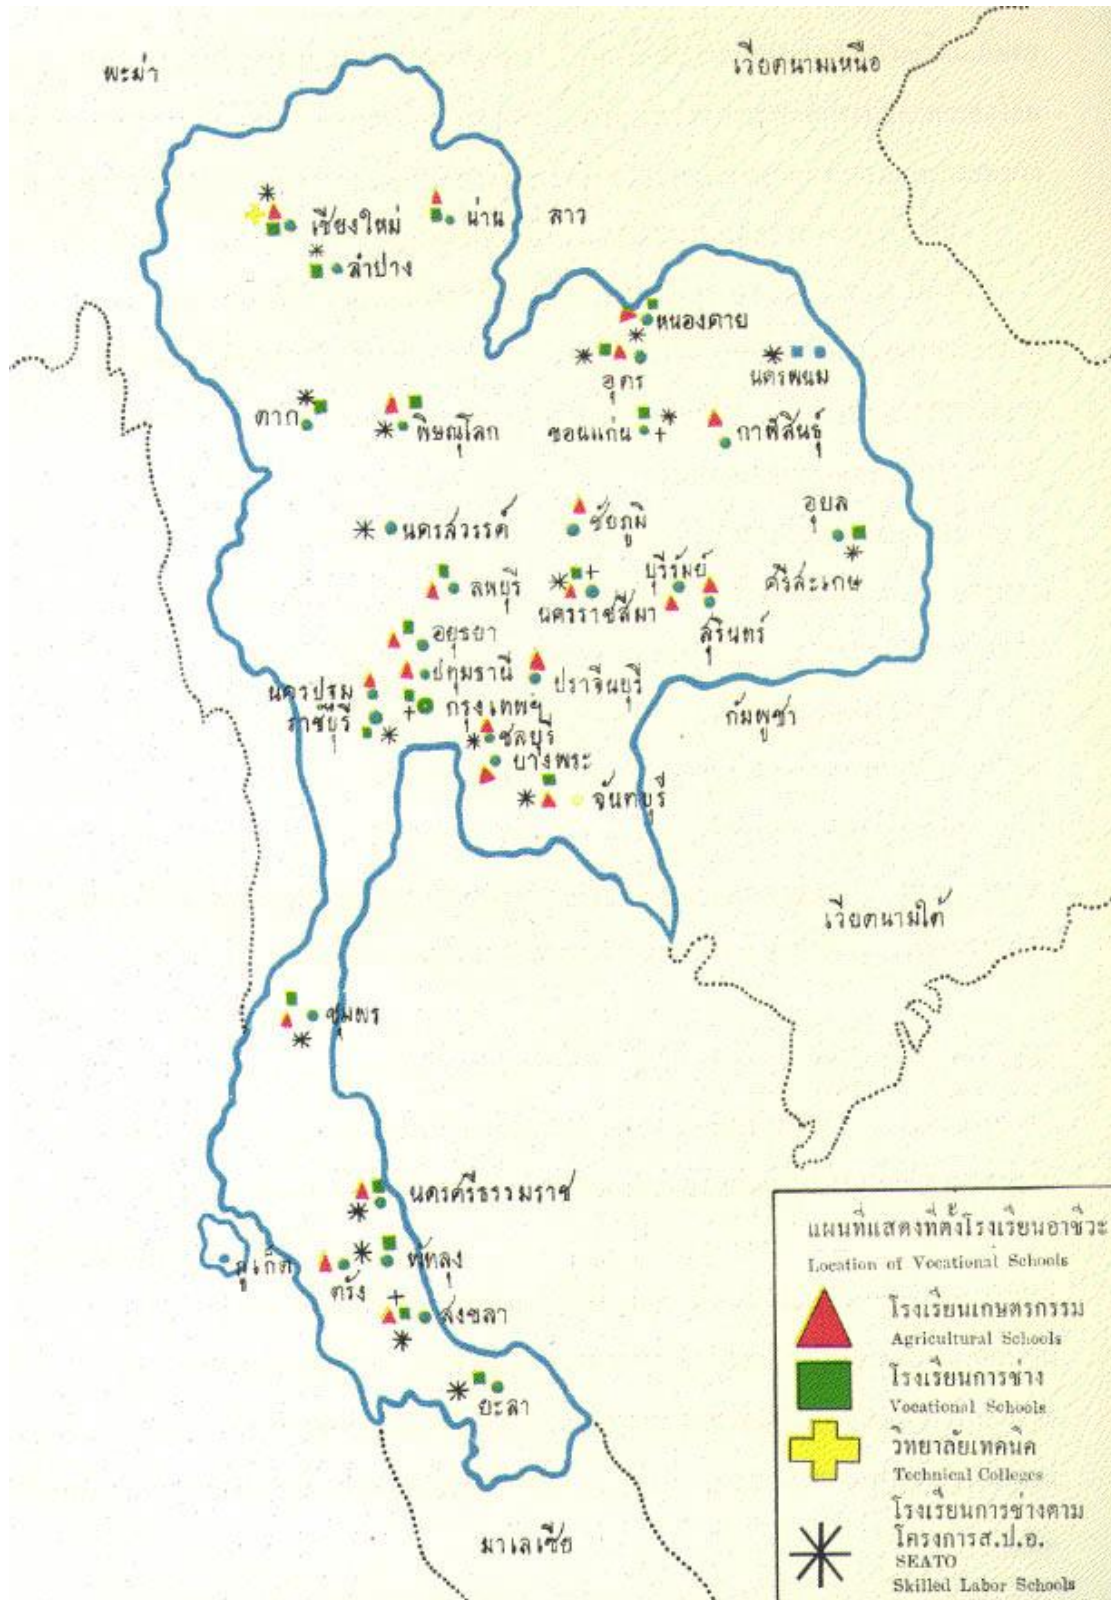 พะม่า
เวียตนามเหนือ
เชียงใหม่
น่าน
ลาว
ลำปาง
หนองคาย
อุดร
นครพนม
ตาก
พิษณุโลก
ขอนแก่น
กาฬสินธุ์
นครสวรรค์
ชัยภูมิ
อุบล
ลพบุรี
บุรีรัมย์
ศรีสะเกษ
นครราชสีมา
สุรินทร์
อยุธยา
ปทุมธานี
ปราจีนบุรี
นครปฐม
กรุงเทพฯ
ราชบุรี
กัมพูชา
ชลบุรี
บางพระ
จันทบุรี
เวียตนามใต้
ชุมพร
นครศรีธรรมราช
ภูเก็ต
พัทลุง
ตรัง
สงขลา
ยะลา
มาเลเซีย
แผนที่แสดงที่ตั้งโรงเรียนอาชีวะ
Location of Vocational Schools
โรงเรียนเกษตรกรรม
Agricultural Schools
โรงเรียนการช่าง
Vocational Schools
วิทยาลัยเทคนิค
Technical Colleges
โรงเรียนการช่างตาม
โครงการส.ป.อ.
SEATO
Skilled Labor Schools